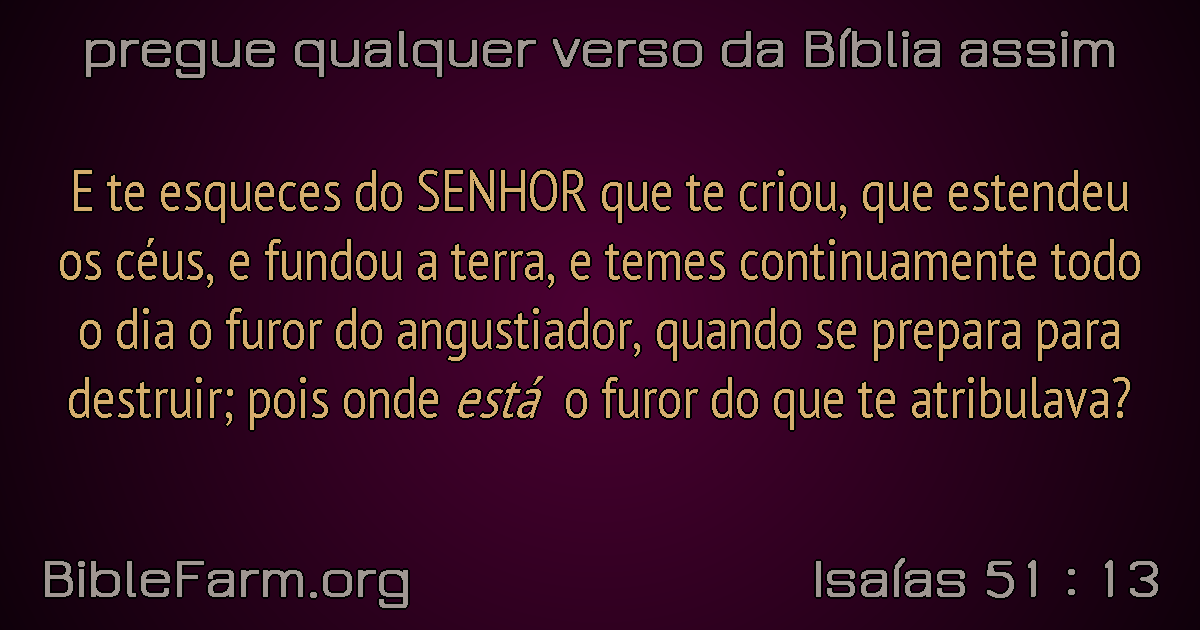 pregue qualquer verso da Bíblia assim
E te esqueces do SENHOR que te criou, que estendeu
os céus, e fundou a terra, e temes continuamente todo
o dia o furor do angustiador, quando se prepara para
destruir; pois onde está o furor do que te atribulava?
BibleFarm.org
Isaías 51 : 13